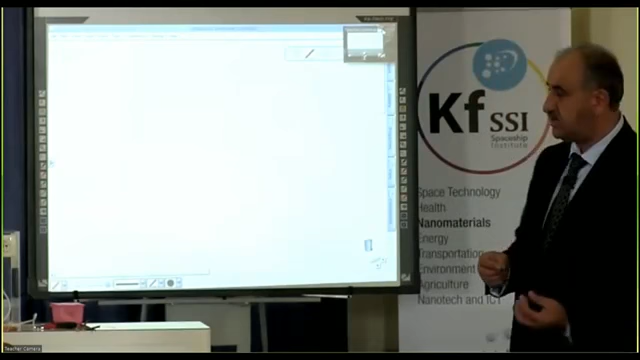 Kf SSI
Spaceship
Institute
Space Technology
Health
Nanomaterials
Energy
Transportation
Environment
Agriculture
Nanotech and ICT
Teacher Camera